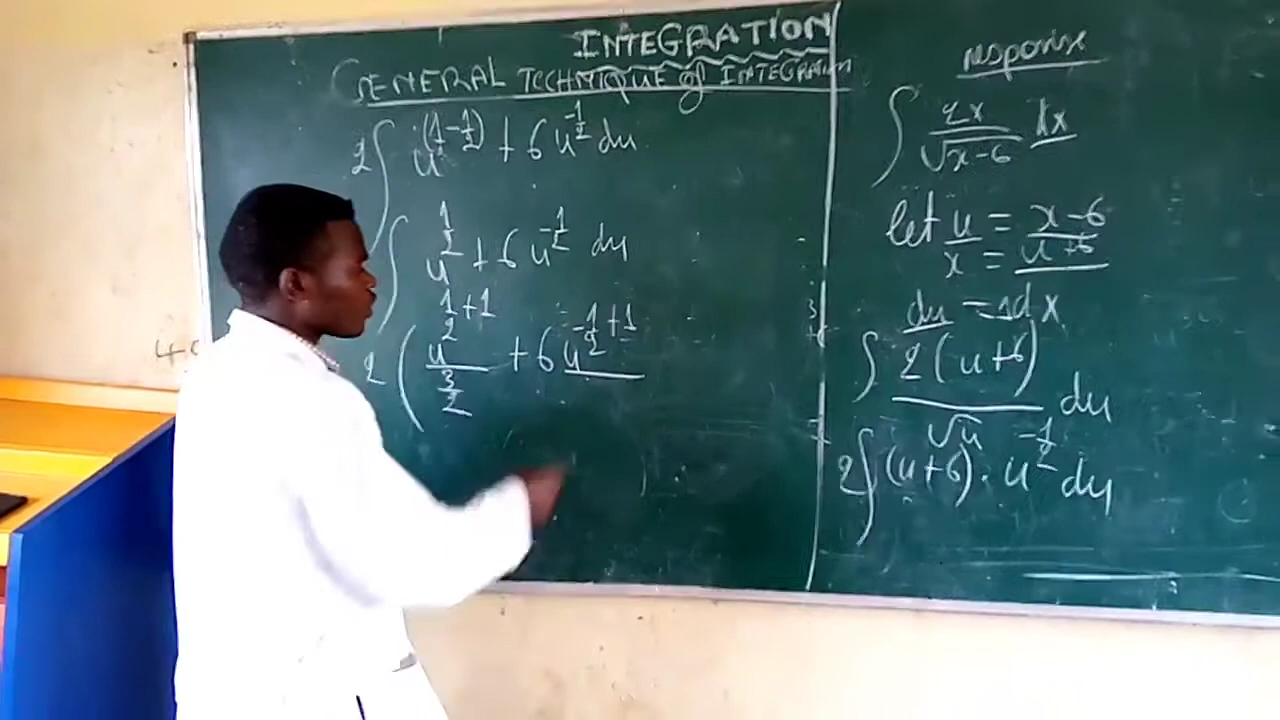 INTEGRATION
GENERAL TECHNIQUE of INTEGRATION
2∫ u^(1-1/2) + 6u^-1/2 du
∫ u^1/2 + 6u^-1/2 du
2( u^1/2+1 / 3/2 + 6u^-1/2+1
response
∫ 2x/√x-6 dx
let u = x-6
x = u+6
du = 1dx
∫ 2(u+6)/√u du
2∫(u+6).u^-1/2 du